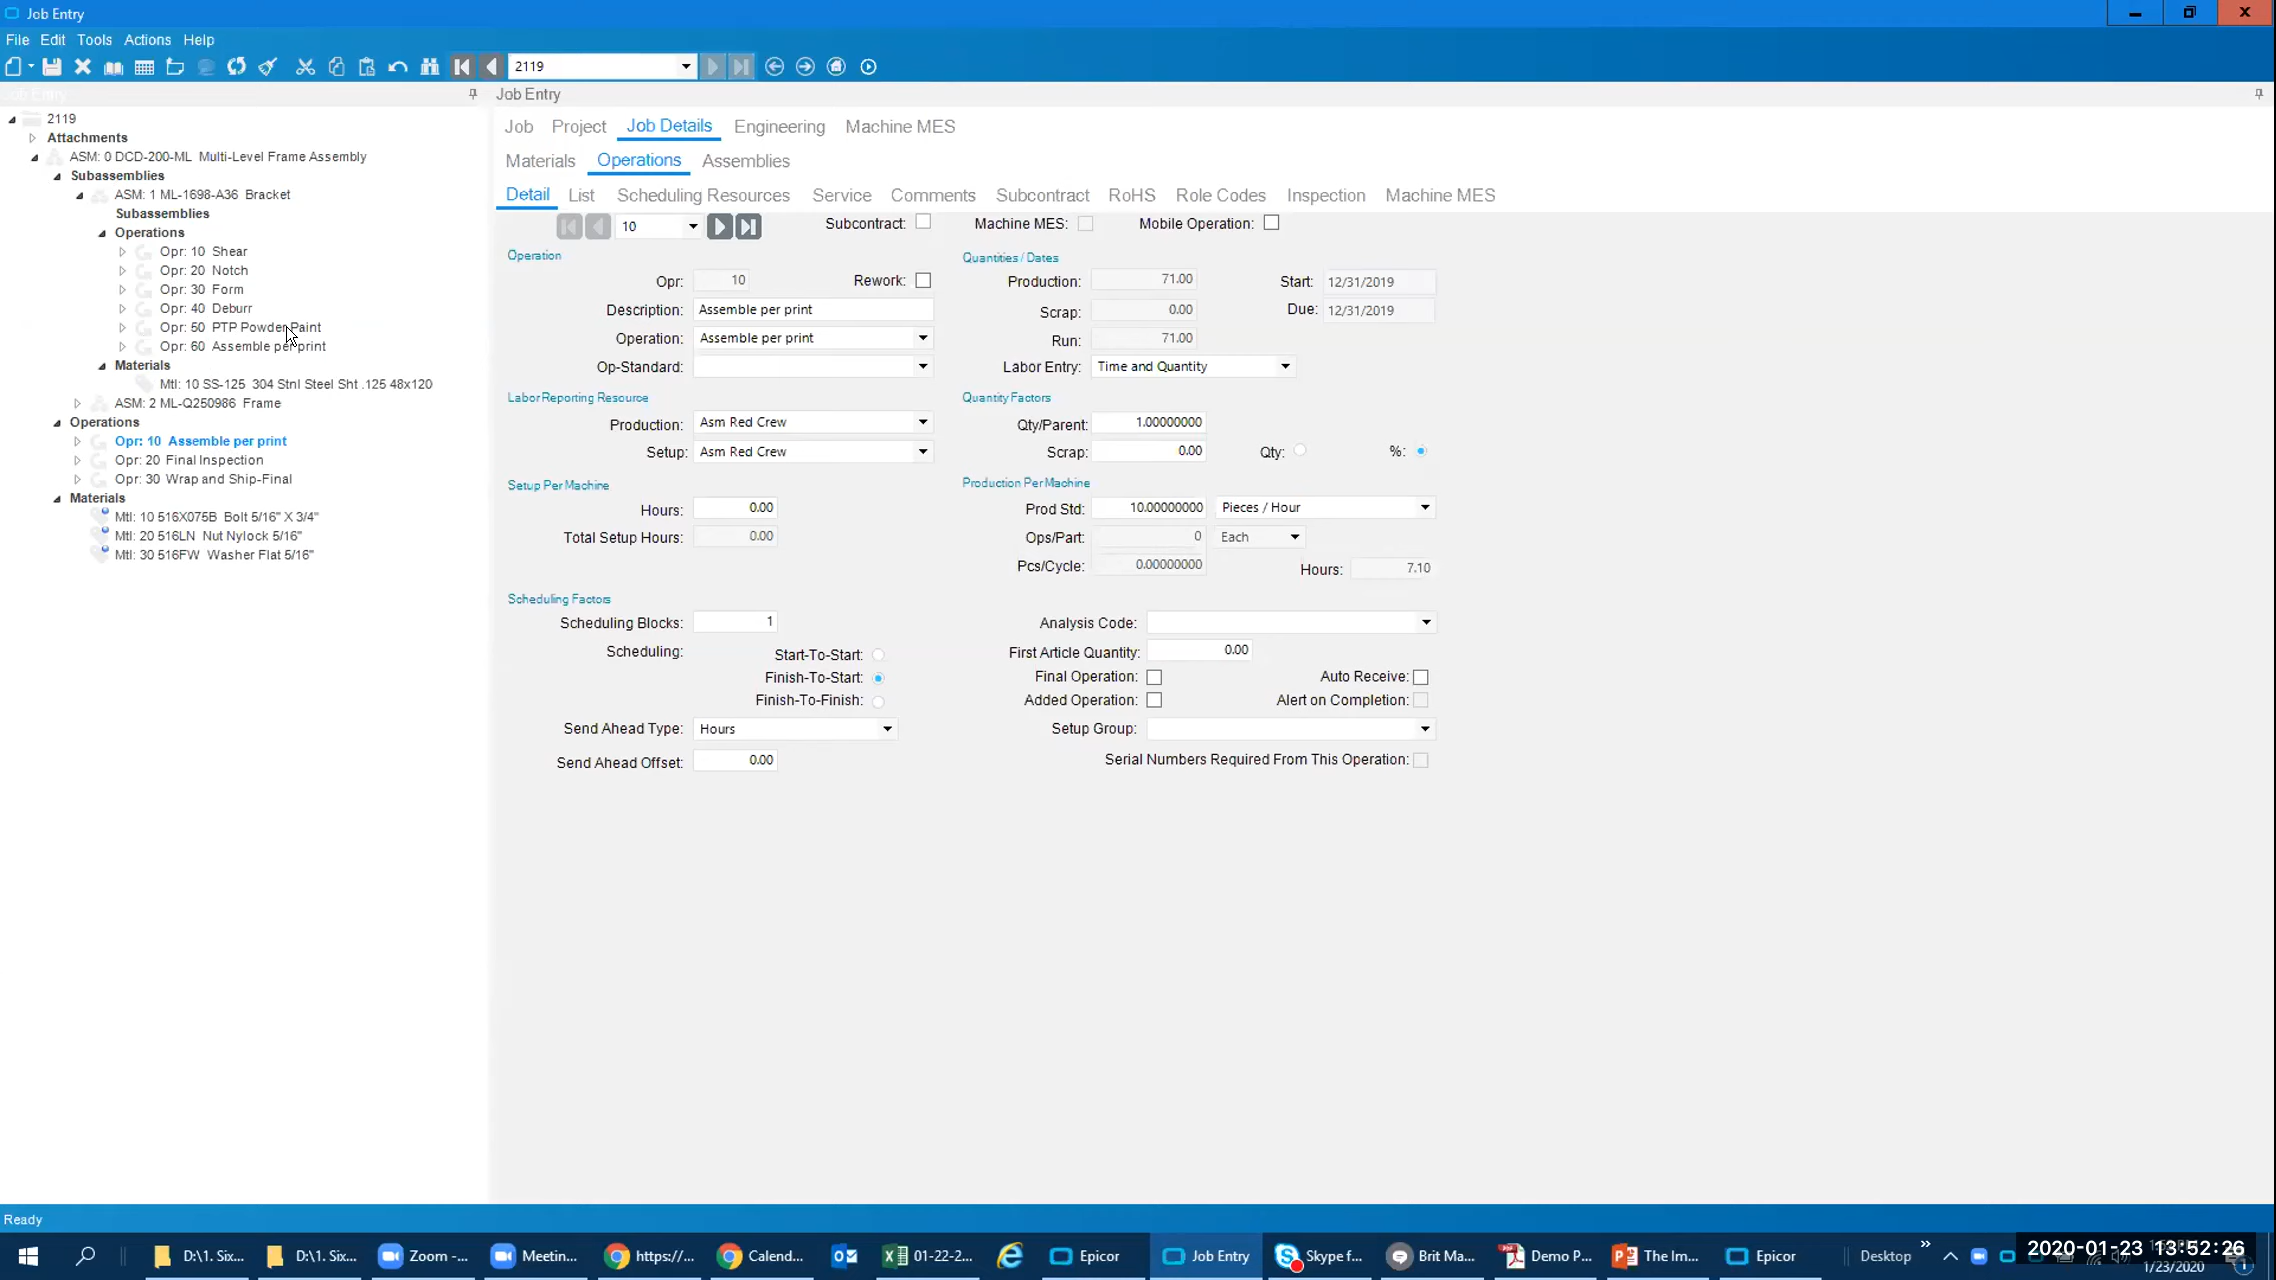 Job Entry
File Edit Tools Actions Help
2119
Job Entry
Job Entry
2119
Attachments
ASM: 0 DCD-200-ML Multi-Level Frame Assembly
Subassemblies
ASM: 1 ML-1698-A36 Bracket
Subassemblies
Operations
Opr: 10 Shear
Opr: 20 Notch
Opr: 30 Form
Opr: 40 Deburr
Opr: 50 PTP Powder Paint
Opr: 60 Assemble per print
Materials
Mtl: 10 SS-125 304 Stnl Steel Sht .125 48x120
ASM: 2 ML-Q250986 Frame
Operations
Opr: 10 Assemble per print
Opr: 20 Final Inspection
Opr: 30 Wrap and Ship-Final
Materials
Mtl: 10 516X075B Bolt 5/16" X 3/4"
Mtl: 20 516LN Nut Nylock 5/16"
Mtl: 30 516FW Washer Flat 5/16"
Job Project Job Details Engineering Machine MES
Materials Operations Assemblies
Detail List Scheduling Resources Service Comments Subcontract RoHS Role Codes Inspection Machine MES
10 Subcontract: Machine MES: Mobile Operation:
Operation Quantities / Dates
Opr: 10 Rework: Production: 71.00 Start: 12/31/2019
Description: Assemble per print Scrap: 0.00 Due: 12/31/2019
Operation: Assemble per print Run: 71.00
Op-Standard: Labor Entry: Time and Quantity
Labor Reporting Resource Quantity Factors
Production: Asm Red Crew Qty/Parent: 1.00000000
Setup: Asm Red Crew Scrap: 0.00 Qty: %:
Setup Per Machine Production Per Machine
Hours: 0.00 Prod Std: 10.00000000 Pieces / Hour
Total Setup Hours: 0.00 Ops/Part: 0 Each
Pcs/Cycle: 0.00000000 Hours: 7.10
Scheduling Factors
Scheduling Blocks: 1 Analysis Code:
Scheduling: Start-To-Start: First Article Quantity: 0.00
Finish-To-Start: Final Operation: Auto Receive:
Finish-To-Finish: Added Operation: Alert on Completion:
Send Ahead Type: Hours Setup Group:
Send Ahead Offset: 0.00 Serial Numbers Required From This Operation:
Ready
D:\1. Six... D:\1. Six... Zoom -... Meetin... https://... Calend... 01-22-2... Epicor Job Entry Skype f... Brit Ma... Demo P... The Im... Epicor Desktop » 2020-01-23 13:52:26
1/23/2020